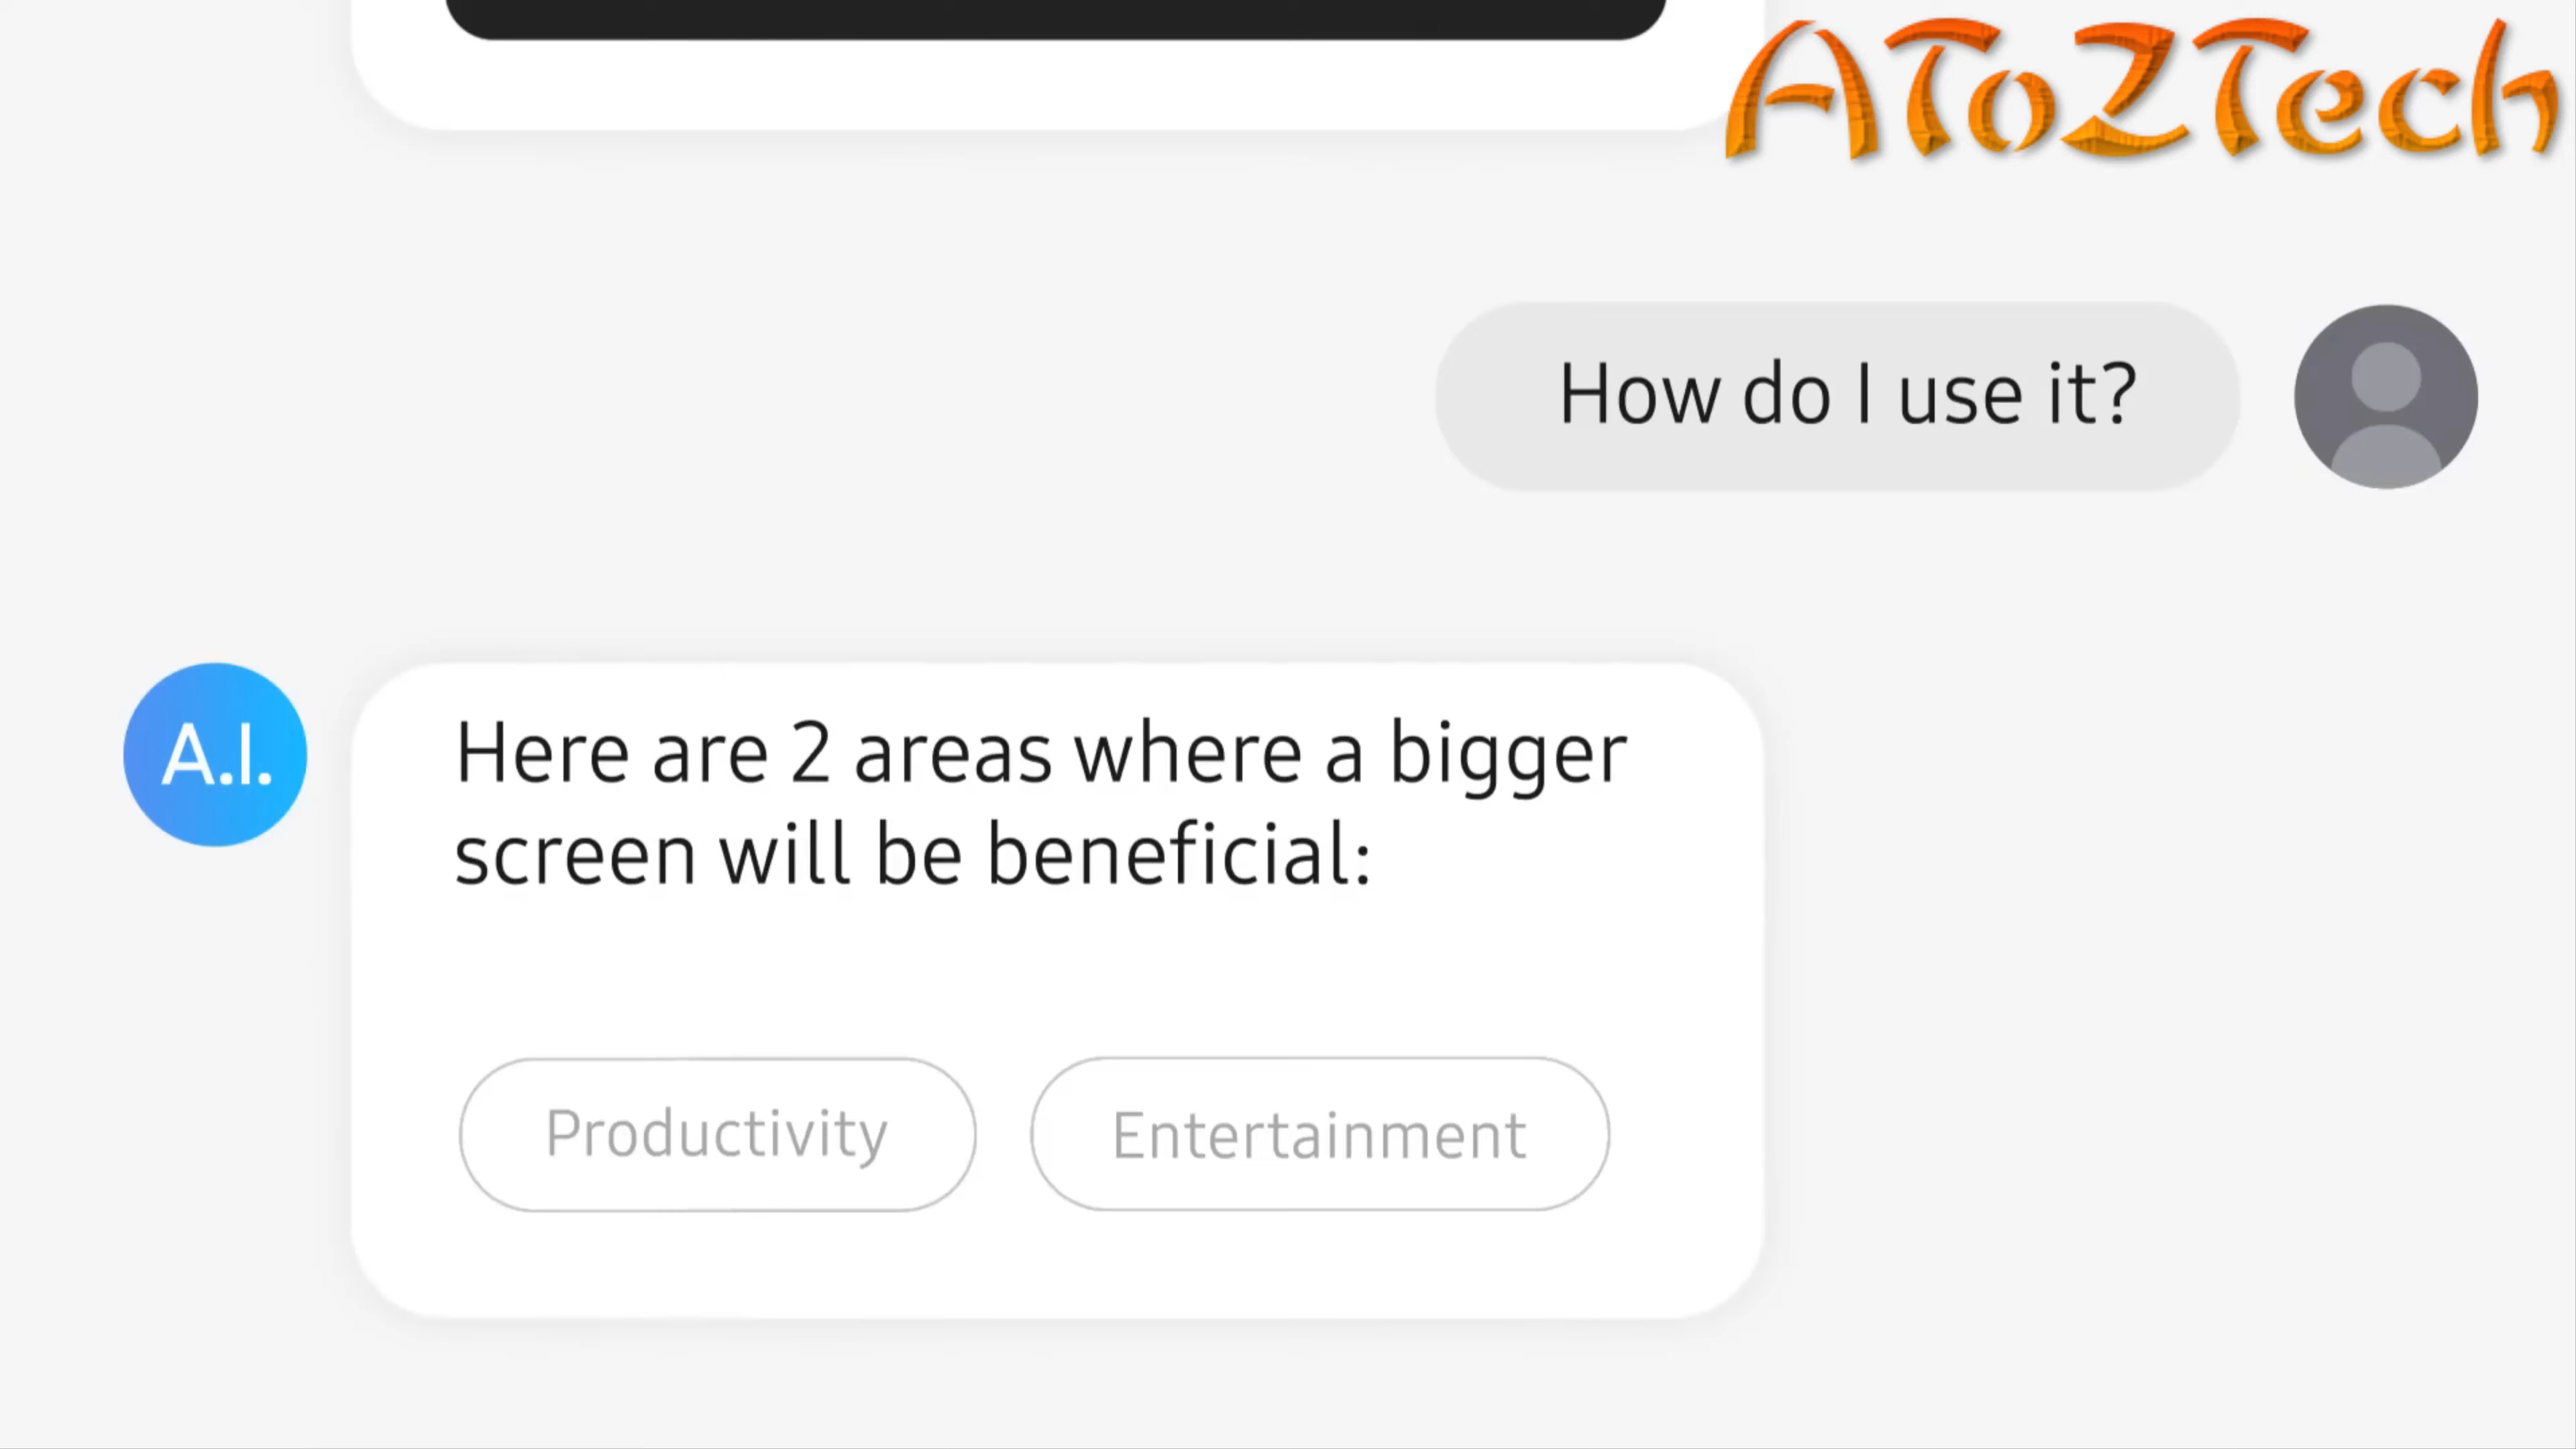 AToZTech
How do I use it?
A.I.
Here are 2 areas where a bigger
screen will be beneficial:
Productivity
Entertainment